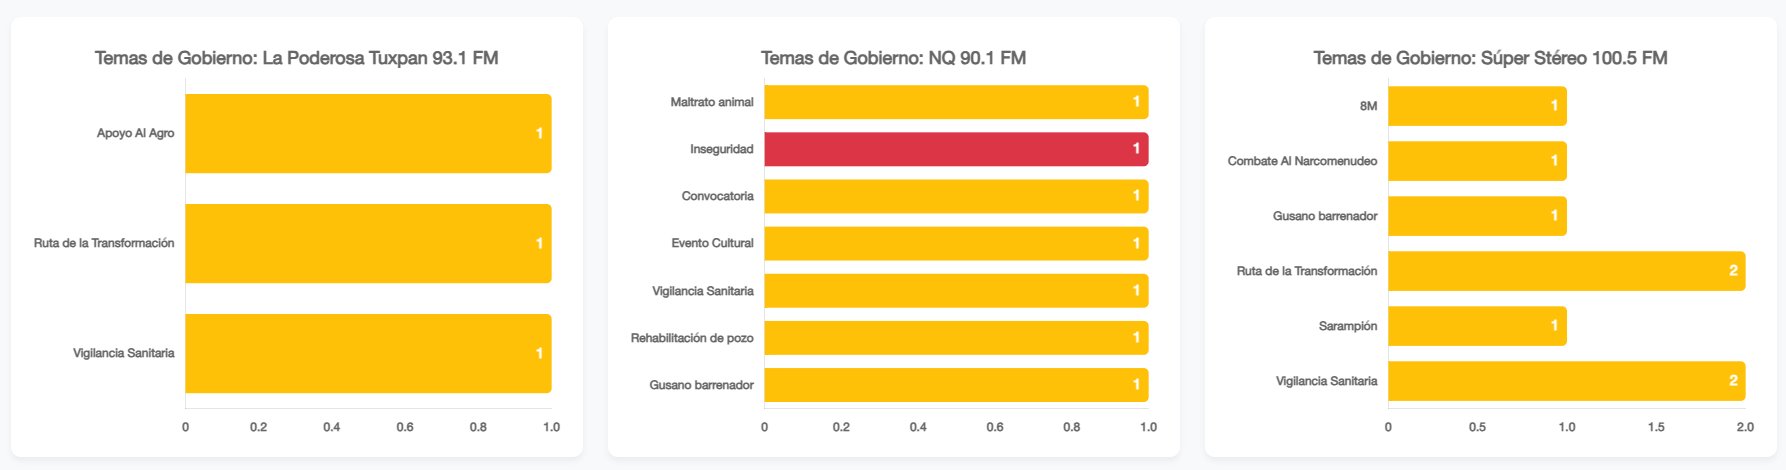 Temas de Gobierno: La Poderosa Tuxpan 93.1 FM
Apoyo Al Agro 1
Ruta de la Transformación 1
Vigilancia Sanitaria 1
0 0.2 0.4 0.6 0.8 1.0
Temas de Gobierno: NQ 90.1 FM
Maltrato animal 1
Inseguridad 1
Convocatoria 1
Evento Cultural 1
Vigilancia Sanitaria 1
Rehabilitación de pozo 1
Gusano barrenador 1
0 0.2 0.4 0.6 0.8 1.0
Temas de Gobierno: Súper Stéreo 100.5 FM
8M 1
Combate Al Narcomenudeo 1
Gusano barrenador 1
Ruta de la Transformación 2
Sarampión 1
Vigilancia Sanitaria 2
0 0.5 1.0 1.5 2.0